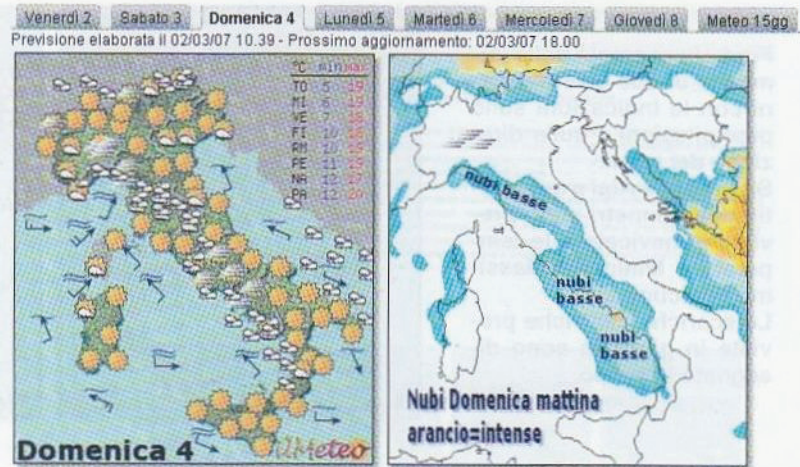 Venerdì 2 Sabato 3 Domenica 4 Lunedì 5 Martedì 6 Mercoledì 7 Giovedì 8 Meteo 15gg
Previsione elaborata il 02/03/07 10.39 - Prossimo aggiornamento: 02/03/07 18.00
°C min max
TO 5 19
MI 6 19
VE 7 18
FI 10 18
RM 10 19
PE 11 19
NA 12 17
PA 12 20
Domenica 4
ilMeteo
nubi basse
nubi
basse
nubi
basse
Nubi Domenica mattina
arancio=intense